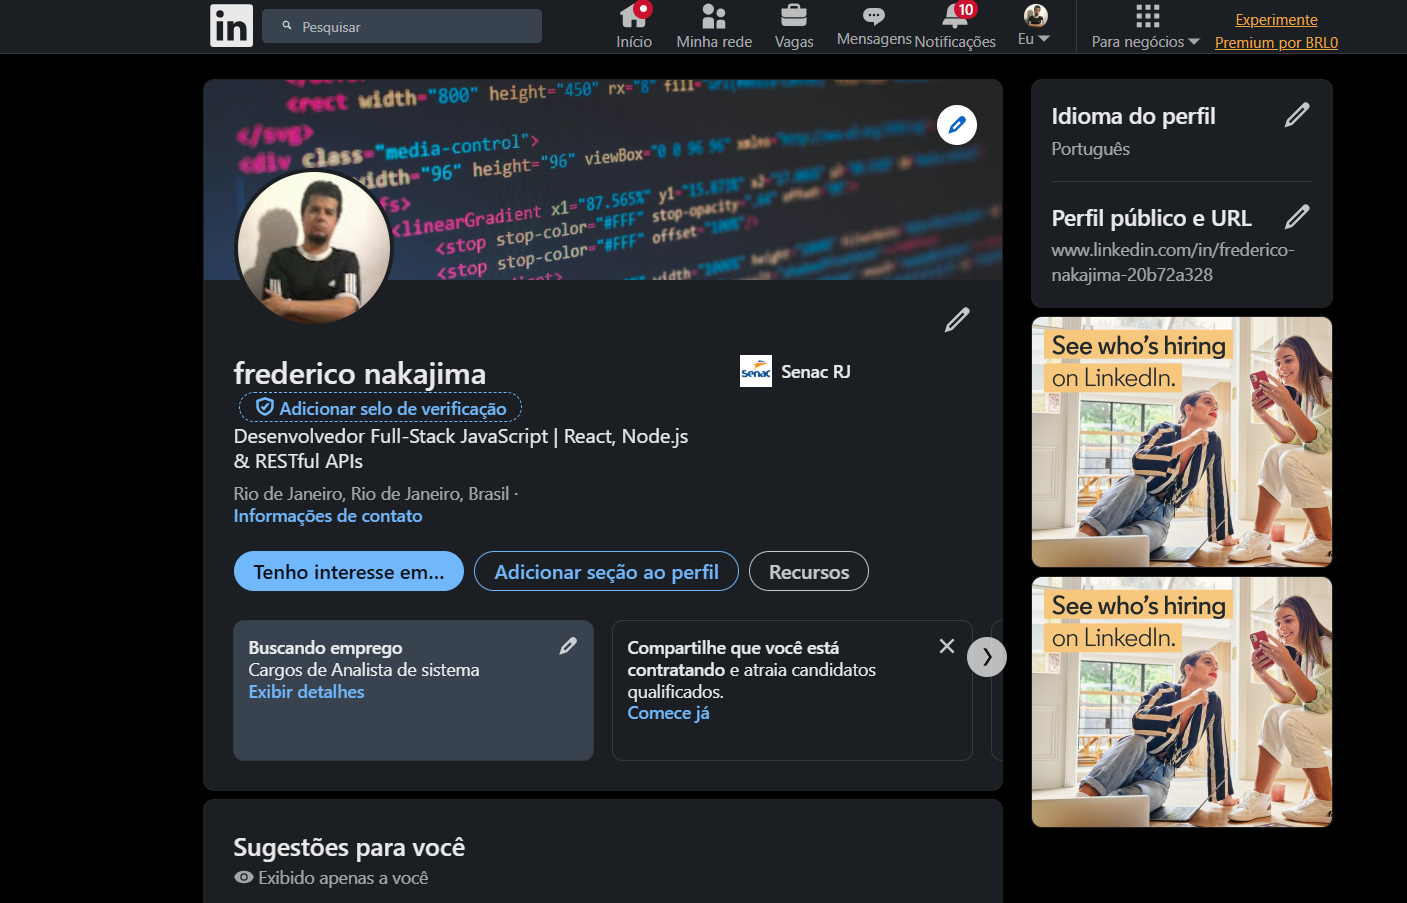 in
Pesquisar
Início
Minha rede
Vagas
Mensagens
10
Notificações
Eu
Para negócios
Experimente
Premium por BRL0
<rect width="800" height="450" rx="8" fill=
</svg>
<div class="media-control">
width="96" height="96" viewBox="0 0 96 96"
<linearGradient x1="87.565%" y1="15.873%"
<stop stop-color="#FFF" stop-opacity=
<stop stop-color="#FFF" offset="100%"/>
<stop
width="100%"
frederico nakajima
Senac
Senac RJ
Adicionar selo de verificação
Desenvolvedor Full-Stack JavaScript | React, Node.js
& RESTful APIs
Rio de Janeiro, Rio de Janeiro, Brasil ·
Informações de contato
Tenho interesse em...
Adicionar seção ao perfil
Recursos
Buscando emprego
Cargos de Analista de sistema
Exibir detalhes
Compartilhe que você está
contratando e atraia candidatos
qualificados.
Comece já
Sugestões para você
Exibido apenas a você
Idioma do perfil
Português
Perfil público e URL
www.linkedin.com/in/frederico-
nakajima-20b72a328
See who's hiring
on LinkedIn.
See who's hiring
on LinkedIn.